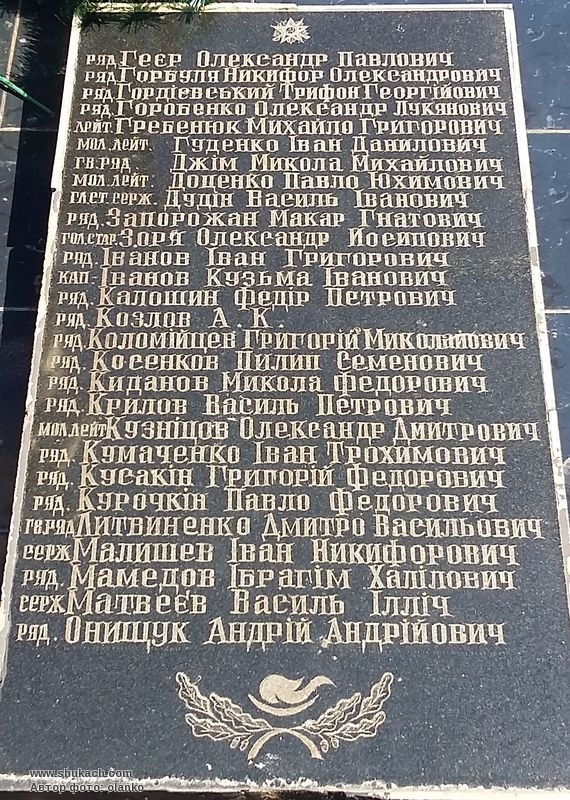 ряд. Геєр Олександр Павлович
ряд. Горбуля Никифор Олександрович
ряд. Гордієвський Трифон Георгійович
ряд. Горобенко Олександр Лукянович
лейт. Гребенюк Михайло Григорович
мол. лейт. Гуденко Іван Данилович
гв. ряд. Джім Микола Михайлович
мол. лейт. Доценко Павло Юхимович
гл.ст. серж. Дудін Василь Іванович
ряд. Запорожан Макар Гнатович
гол.стар. Зоря Олександр Йосипович
ряд. Іванов Іван Григорович
кап. Іванов Кузьма Іванович
ряд. Калошин Федір Петрович
ряд. Козлов А. К.
ряд. Коломійцев Григорій Миколайович
ряд. Косенков Пилип Семенович
ряд. Киданов Микола Федорович
ряд. Крилов Василь Петрович
мол. лейт. Кузніцов Олександр Дмитрович
ряд. Кумаченко Іван Трохимович
ряд. Кусакін Григорій Федорович
ряд. Курочкін Павло Федорович
гв. ряд. Литвиненко Дмитро Васильович
серж. Малишев Іван Никифорович
ряд. Мамедов Ібрагім Халілович
серж. Матвеєв Василь Ілліч
ряд. Онищук Андрій Андрійович
www.shukach.com
Автор фото: olanko